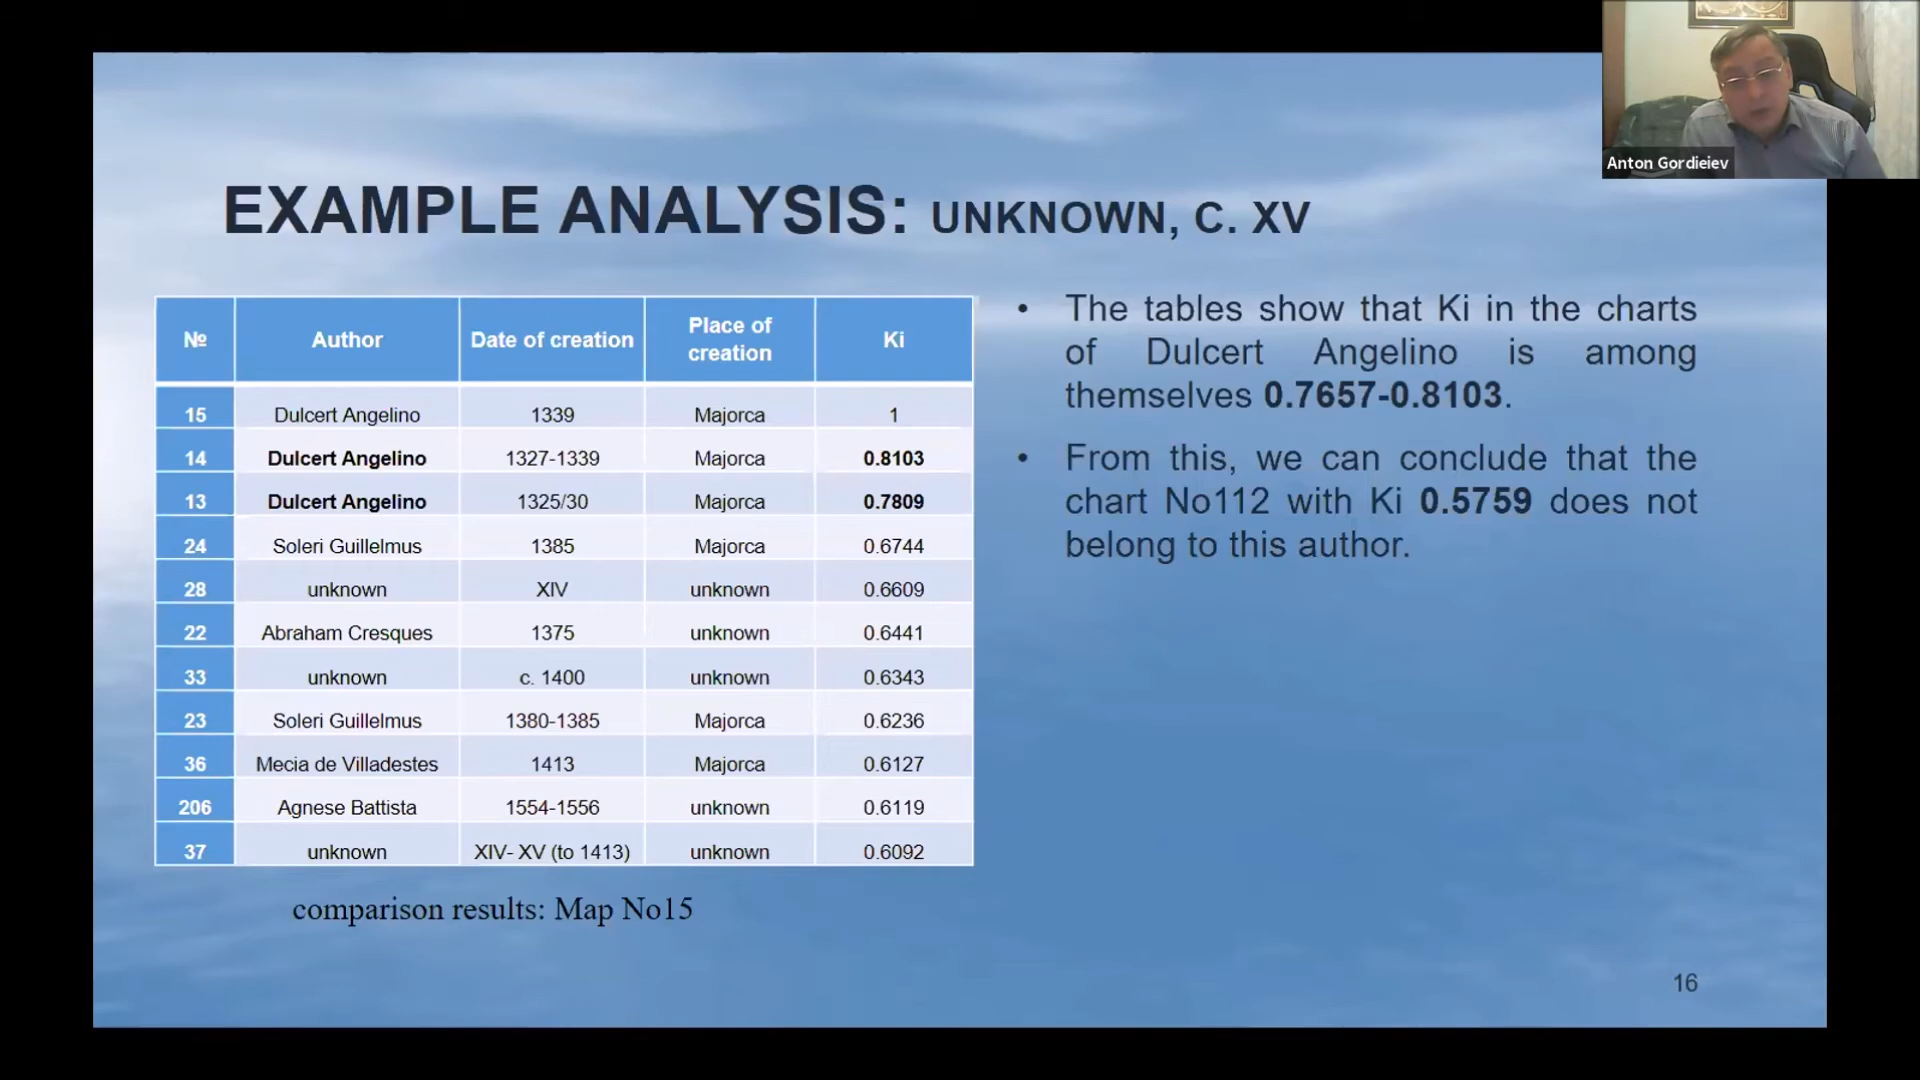 Anton Gordieiev
EXAMPLE ANALYSIS: UNKNOWN, C. XV
№ Author Date of creation Place of creation Ki
15 Dulcert Angelino 1339 Majorca 1
14 Dulcert Angelino 1327-1339 Majorca 0.8103
13 Dulcert Angelino 1325/30 Majorca 0.7809
24 Soleri Guillelmus 1385 Majorca 0.6744
28 unknown XIV unknown 0.6609
22 Abraham Cresques 1375 unknown 0.6441
33 unknown c. 1400 unknown 0.6343
23 Soleri Guillelmus 1380-1385 Majorca 0.6236
36 Mecia de Villadestes 1413 Majorca 0.6127
206 Agnese Battista 1554-1556 unknown 0.6119
37 unknown XIV- XV (to 1413) unknown 0.6092
comparison results: Map No15
• The tables show that Ki in the charts
of Dulcert Angelino is among
themselves 0.7657-0.8103.
• From this, we can conclude that the
chart No112 with Ki 0.5759 does not
belong to this author.
16